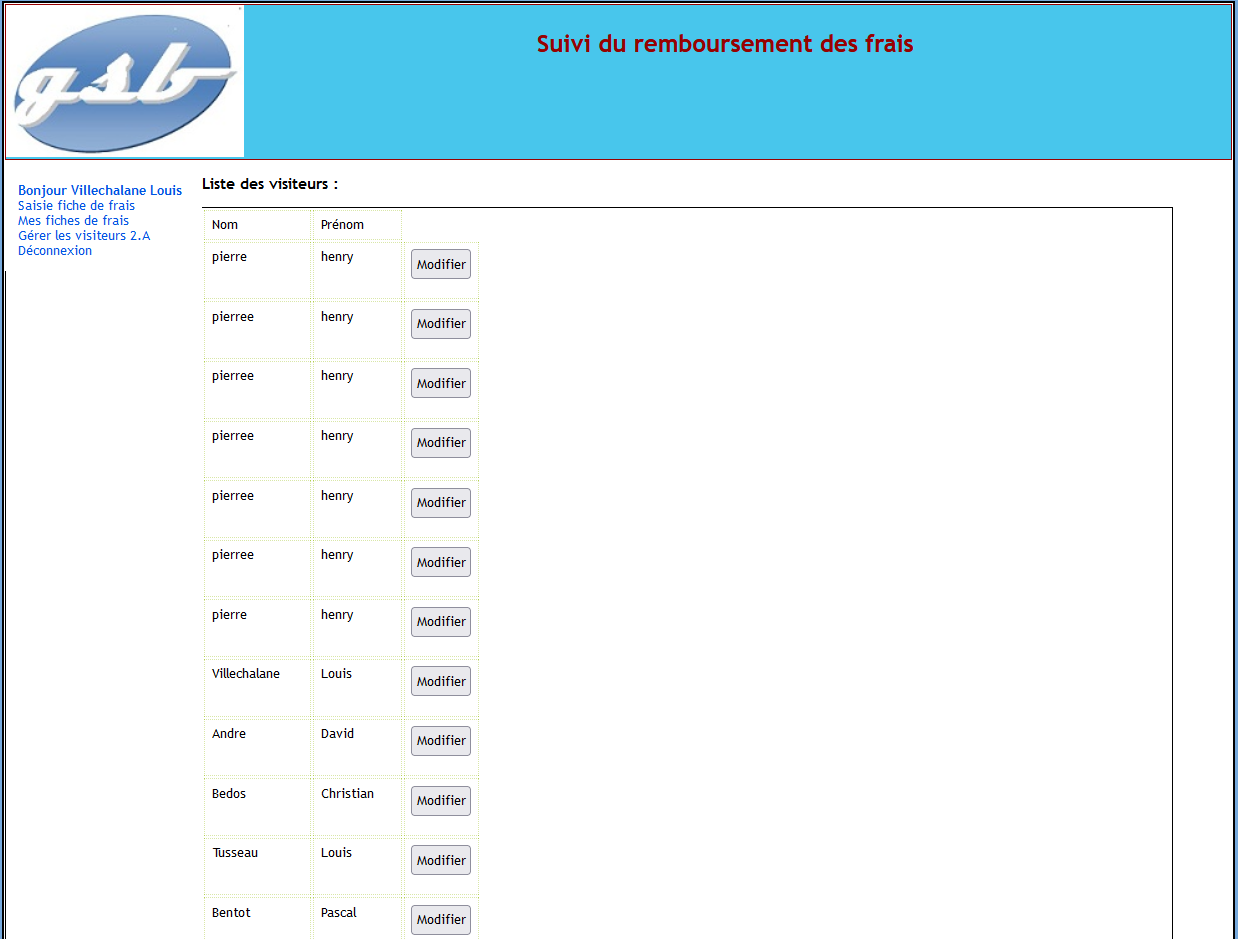 gsb
Suivi du remboursement des frais
Bonjour Villechalane Louis
Saisie fiche de frais
Mes fiches de frais
Gérer les visiteurs 2.A
Déconnexion
Liste des visiteurs :
Nom Prénom
pierre henry Modifier
pierree henry Modifier
pierree henry Modifier
pierree henry Modifier
pierree henry Modifier
pierree henry Modifier
pierre henry Modifier
Villechalane Louis Modifier
Andre David Modifier
Bedos Christian Modifier
Tusseau Louis Modifier
Bentot Pascal Modifier